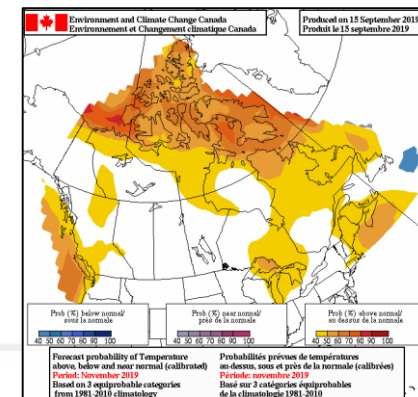 Environment and Climate Change Canada
Environnement et Changement climatique Canada
Produced on 15 September 2019
Produit le 15 septembre 2019
Prob (%) below normal/
sous la normale
40 50 60 70 80 90 100
Prob (%) near normal/
près de la normale
40 50 60 70 80 90 100
Prob (%) above normal/
au dessus de la normale
40 50 60 70 80 90 100
Forecast probability of Temperature
above, below and near normal (calibrated)
Period: November 2019
Based on 3 equiprobable categories
from 1981-2010 climatology
Probabilités prévues de températures
au-dessus, sous et près de la normale (calibrées)
Période: novembre 2019
Basé sur 3 catégories équiprobables
de la climatologie 1981-2010